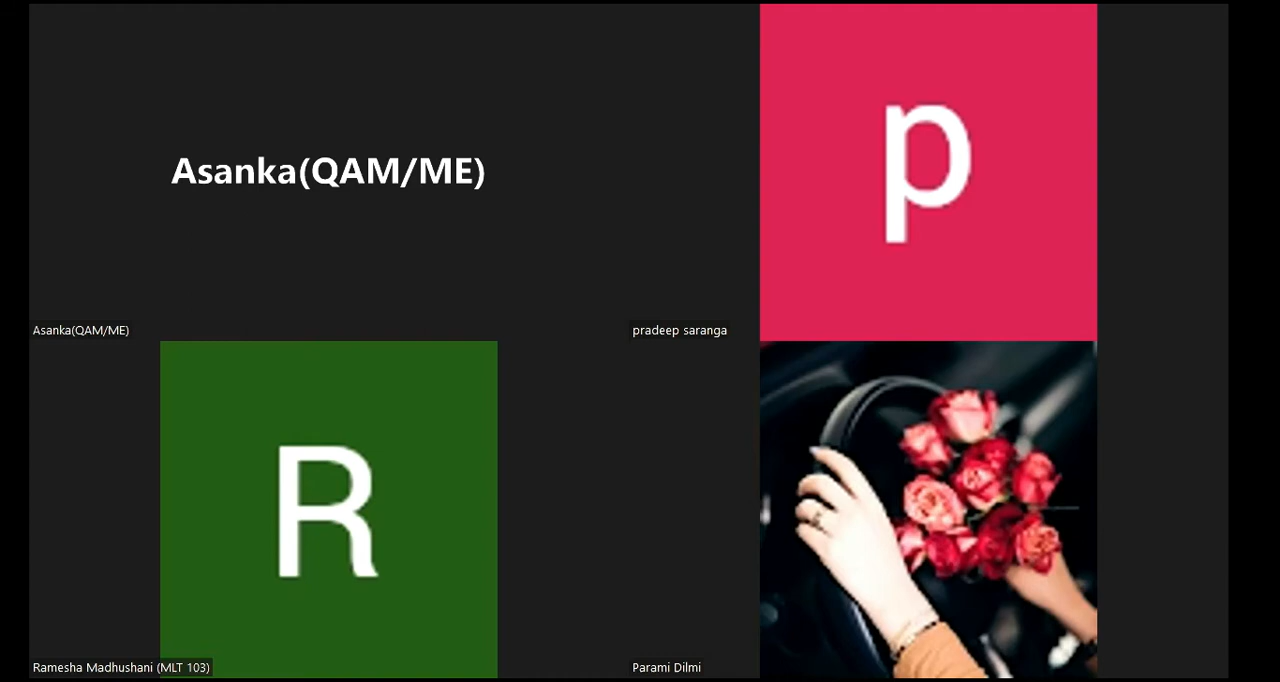 Asanka(QAM/ME)
p
Asanka(QAM/ME)
pradeep saranga
R
Ramesha Madhushani (MLT 103)
Parami Dilmi